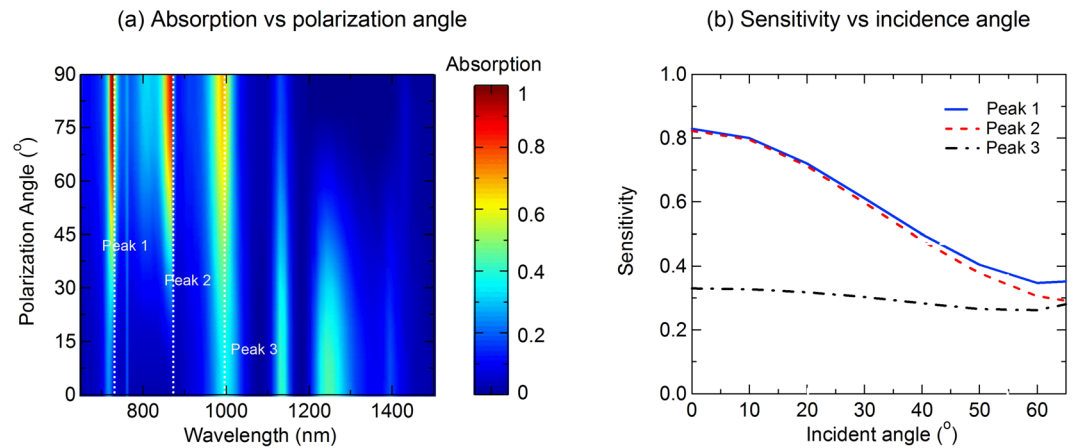 (a) Absorption vs polarization angle
Absorption
Polarization Angle (°)
90
75
60
45
30
15
0
Peak 1
Peak 2
Peak 3
800
1000
1200
1400
Wavelength (nm)
1
0.8
0.6
0.4
0.2
0
(b) Sensitivity vs incidence angle
Sensitivity
1.0
0.8
0.6
0.4
0.2
0.0
Peak 1
Peak 2
Peak 3
0
10
20
30
40
50
60
Incident angle (°)